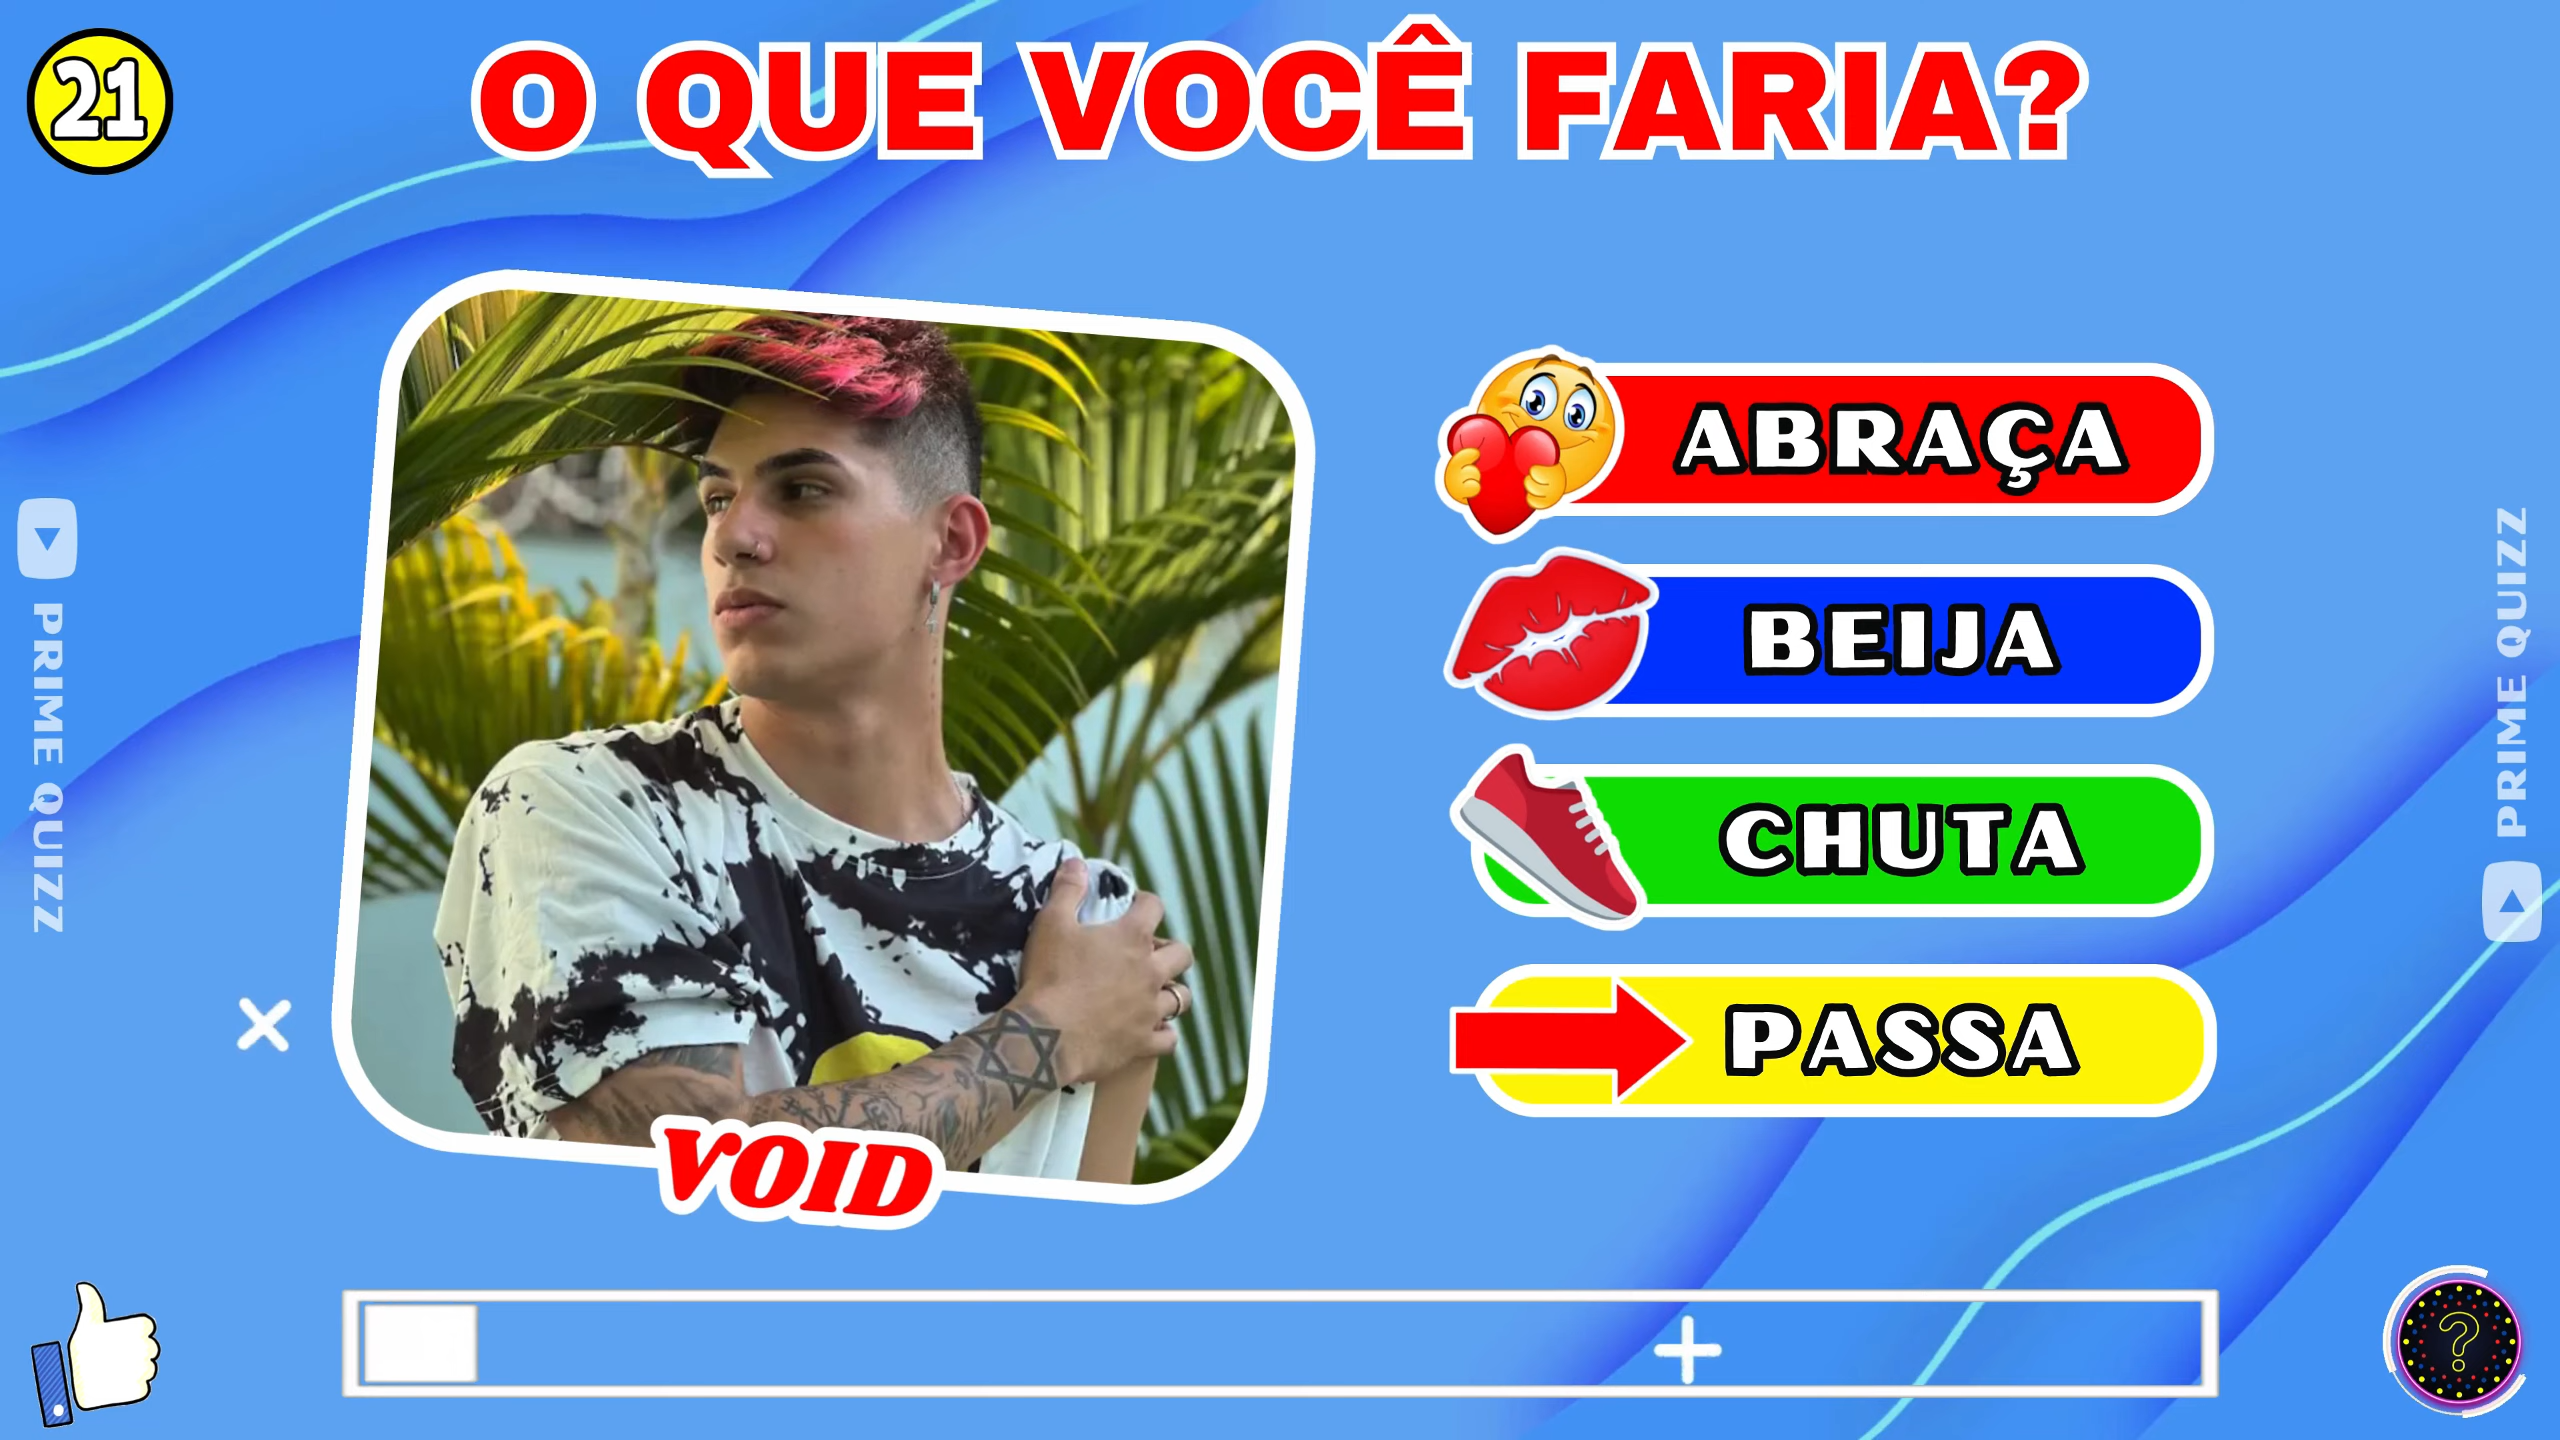 21
O QUE VOCÊ FARIA?
ABRAÇA
BEIJA
CHUTA
PASSA
VOID
PRIME QUIZZ
PRIME QUIZZ
?